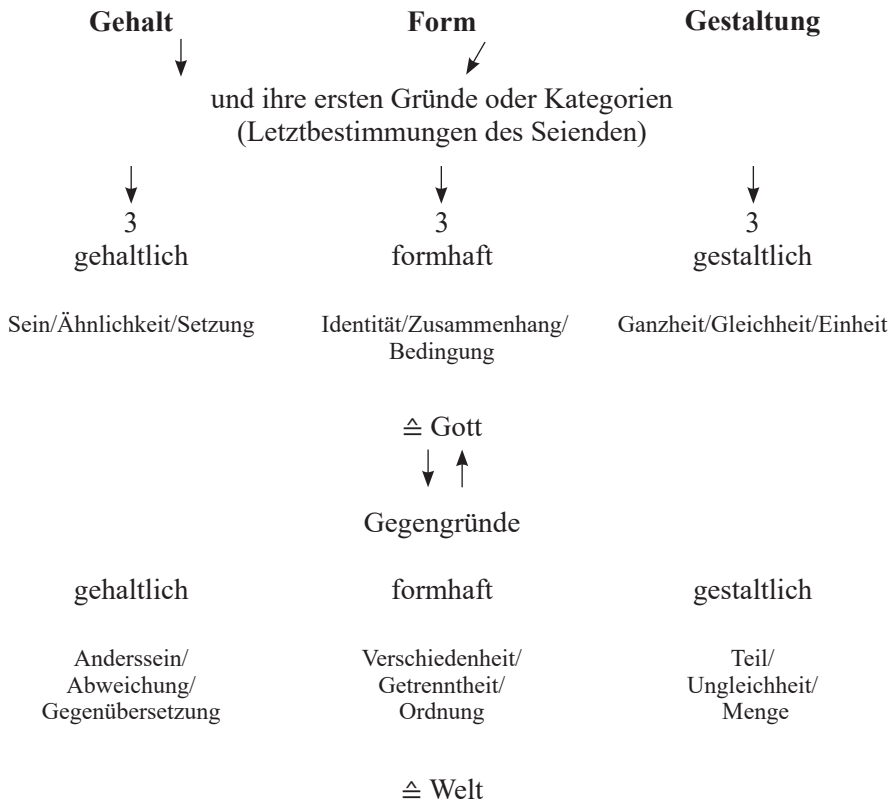 Gehalt Form Gestaltung
und ihre ersten Gründe oder Kategorien
(Letztbestimmungen des Seienden)
3 3 3
gehaltlich formhaft gestaltlich
Sein/Ähnlichkeit/Setzung Identität/Zusammenhang/ Ganzheit/Gleichheit/Einheit
Bedingung
≙ Gott
Gegengründe
gehaltlich formhaft gestaltlich
Anderssein/ Verschiedenheit/ Teil/
Abweichung/ Getrenntheit/ Ungleichheit/
Gegenübersetzung Ordnung Menge
≙ Welt